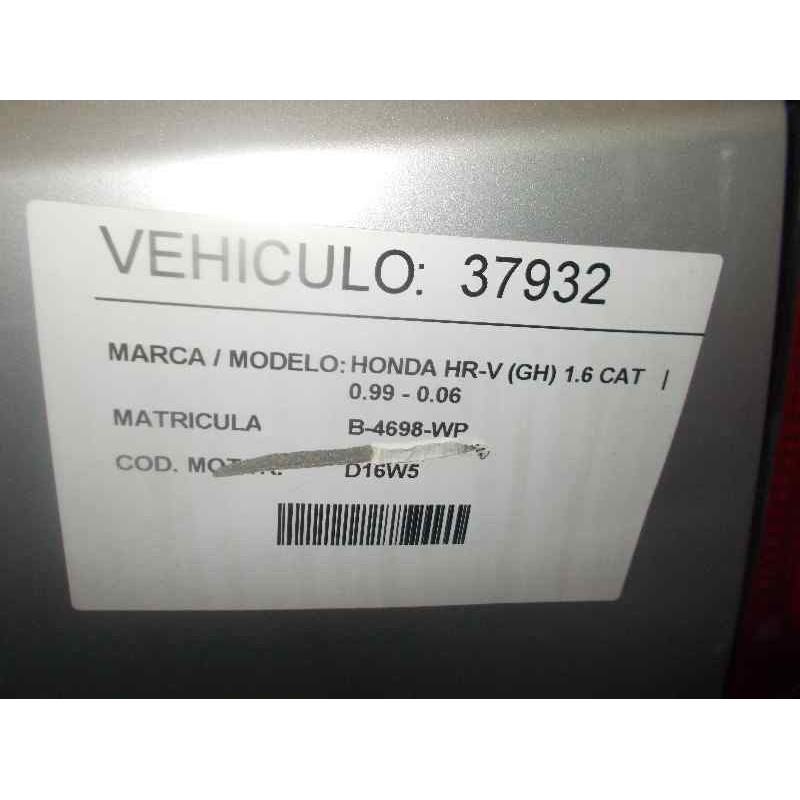 VEHICULO: 37932
MARCA / MODELO: HONDA HR-V (GH) 1.6 CAT |
0.99 - 0.06
MATRICULA B-4698-WP
COD. D16W5